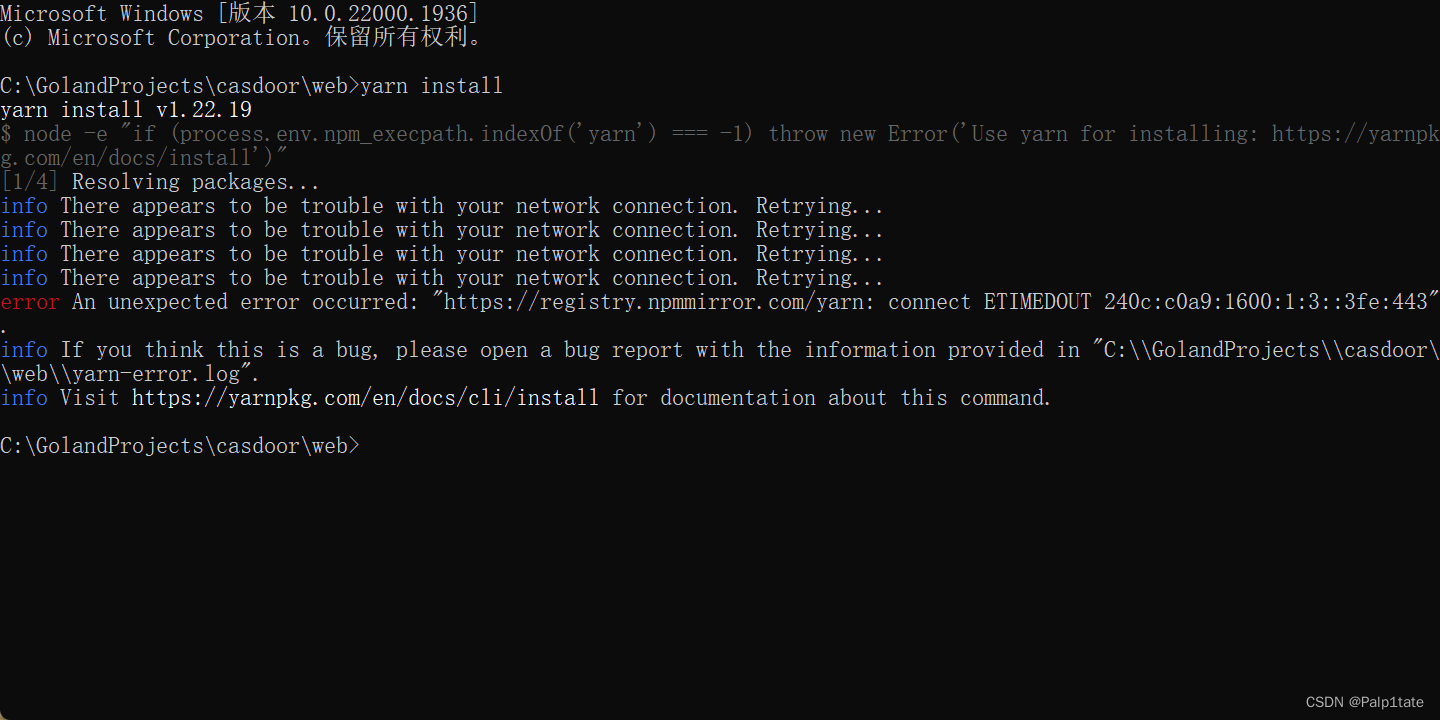 Microsoft Windows [版本 10.0.22000.1936]
(c) Microsoft Corporation。保留所有权利。
C:\GolandProjects\casdoor\web>yarn install
yarn install v1.22.19
$ node -e "if (process.env.npm_execpath.indexOf('yarn') === -1) throw new Error('Use yarn for installing: https://yarnpk
g.com/en/docs/install')"
[1/4] Resolving packages...
info There appears to be trouble with your network connection. Retrying...
info There appears to be trouble with your network connection. Retrying...
info There appears to be trouble with your network connection. Retrying...
info There appears to be trouble with your network connection. Retrying...
error An unexpected error occurred: "https://registry.npmmirror.com/yarn: connect ETIMEDOUT 240c:c0a9:1600:1:3::3fe:443"
.
info If you think this is a bug, please open a bug report with the information provided in "C:\\GolandProjects\\casdoor\
\web\\yarn-error.log".
info Visit https://yarnpkg.com/en/docs/cli/install for documentation about this command.
C:\GolandProjects\casdoor\web>
CSDN @Palp1tate